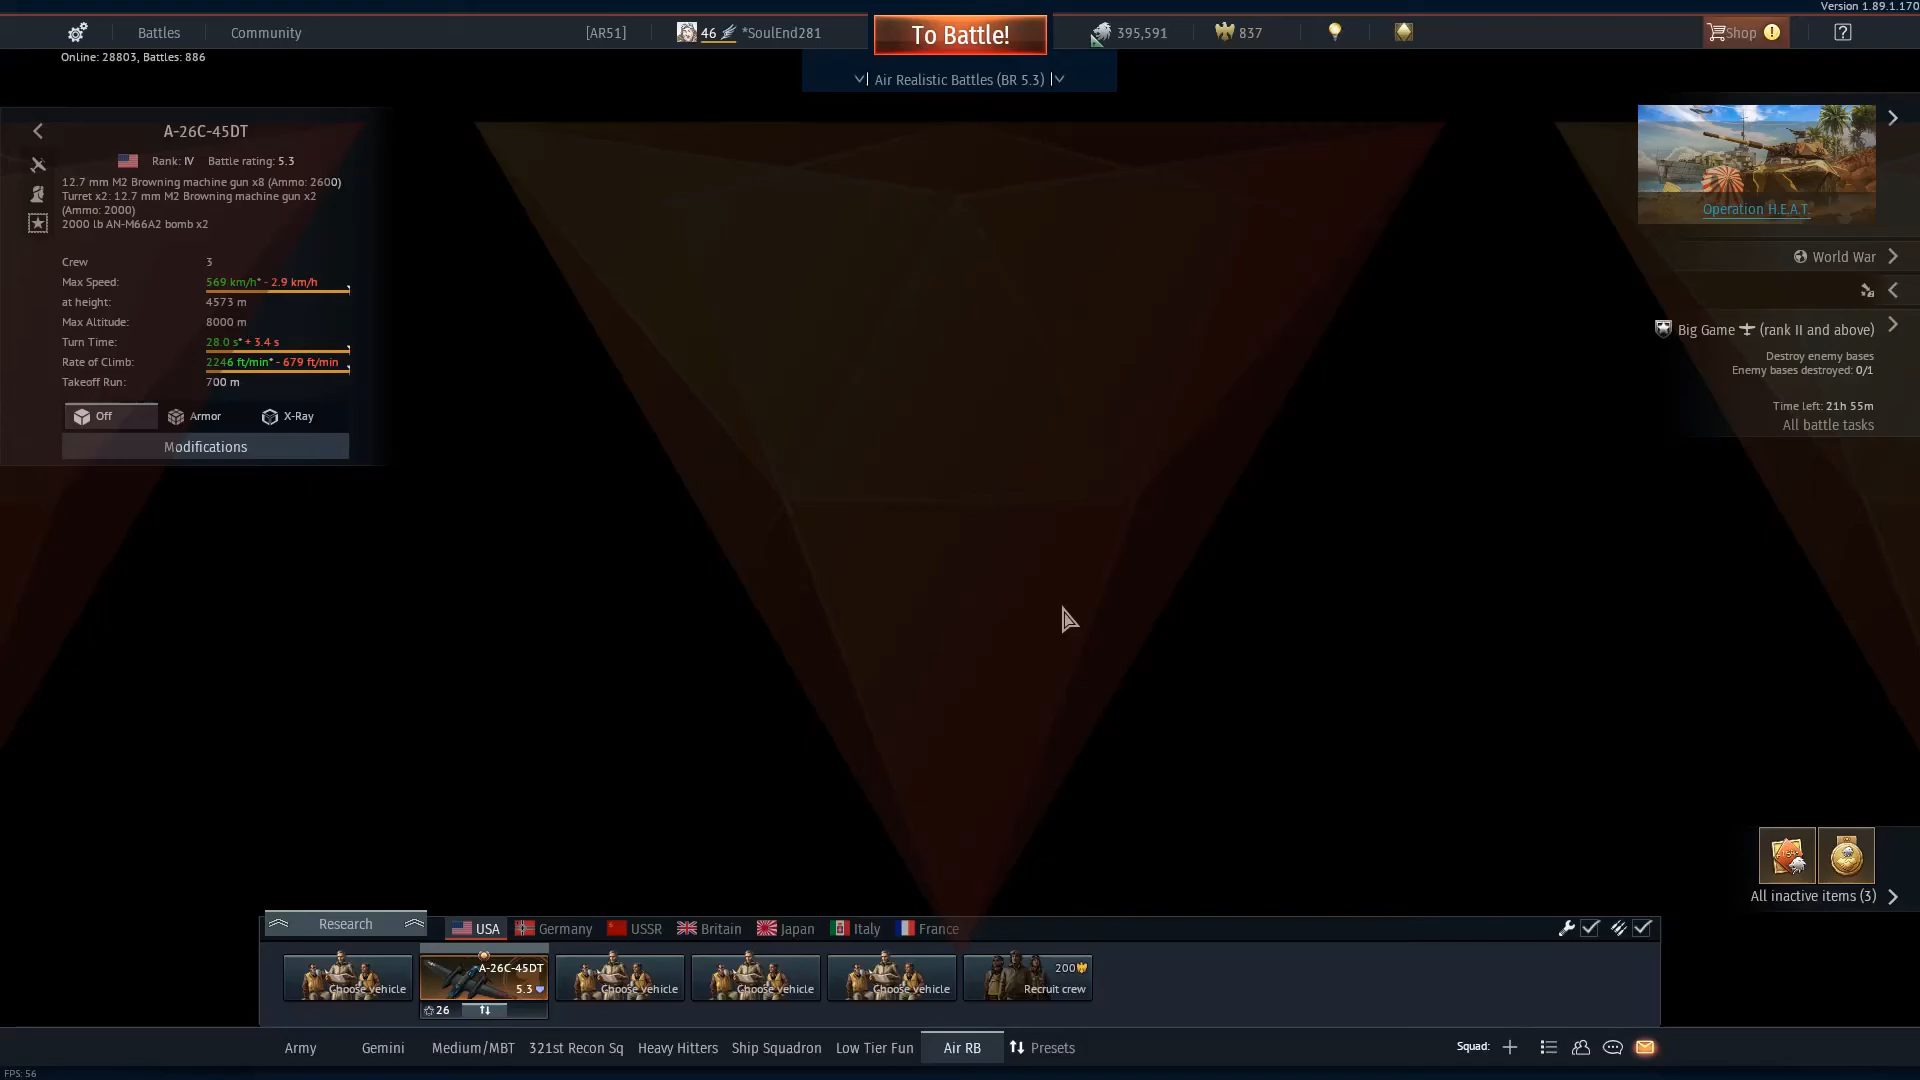 Version 1.89.1.170
Battles
Community
[AR51]
46 *SoulEnd281
To Battle!
395,591
837
Shop
Online: 28803, Battles: 886
Air Realistic Battles (BR 5.3)
A-26C-45DT
Rank: IV Battle rating: 5.3
12.7 mm M2 Browning machine gun x8 (Ammo: 2600)
Turret x2: 12.7 mm M2 Browning machine gun x2
(Ammo: 2000)
2000 lb AN-M66A2 bomb x2
Crew 3
Max Speed: 569 km/h* - 2.9 km/h
at height: 4573 m
Max Altitude: 8000 m
Turn Time: 28.0 s* + 3.4 s
Rate of Climb: 2246 ft/min* - 679 ft/min
Takeoff Run: 700 m
Off Armor X-Ray
Modifications
Operation H.E.A.T.
World War
Big Game (rank II and above)
Destroy enemy bases
Enemy bases destroyed: 0/1
Time left: 21h 55m
All battle tasks
All inactive items (3)
Research
USA Germany USSR Britain Japan Italy France
Choose vehicle
A-26C-45DT
5.3
26
Choose vehicle
Choose vehicle
Choose vehicle
200
Recruit crew
Army Gemini Medium/MBT 321st Recon Sq Heavy Hitters Ship Squadron Low Tier Fun Air RB Presets
Squad:
FPS: 56